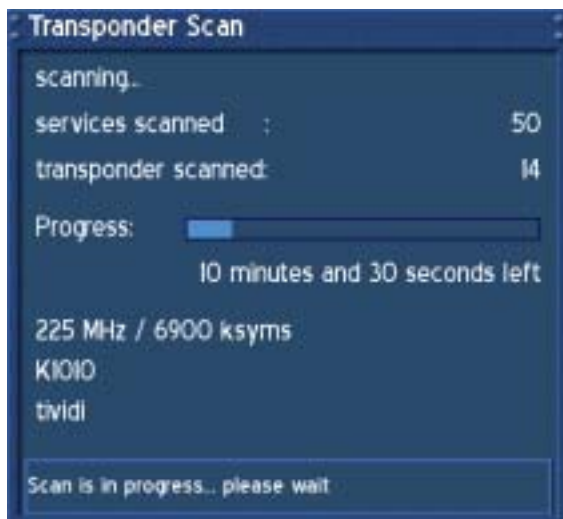 Transponder Scan
scanning...
services scanned : 50
transponder scanned: 14
Progress:
10 minutes and 30 seconds left
225 MHz / 6900 ksyms
K1010
tividi
Scan is in progress... please wait